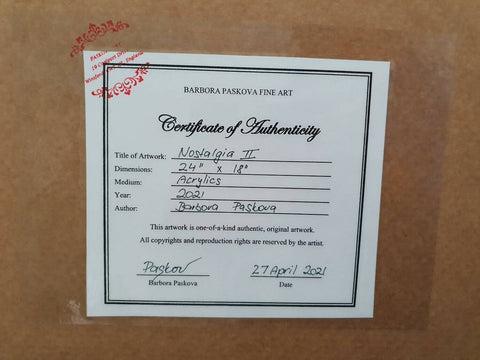 BARBORA PASKOVA FINE ART
Certificate of Authenticity
Title of Artwork: Nostalgia II
Dimensions: 24" x 18"
Medium: Acrylics
Year: 2021
Author: Barbora Paskova
This artwork is one-of-a-kind authentic, original artwork.
All copyrights and reproduction rights are reserved by the artist.
Paskov 27 April 2021
Barbora Paskova Date